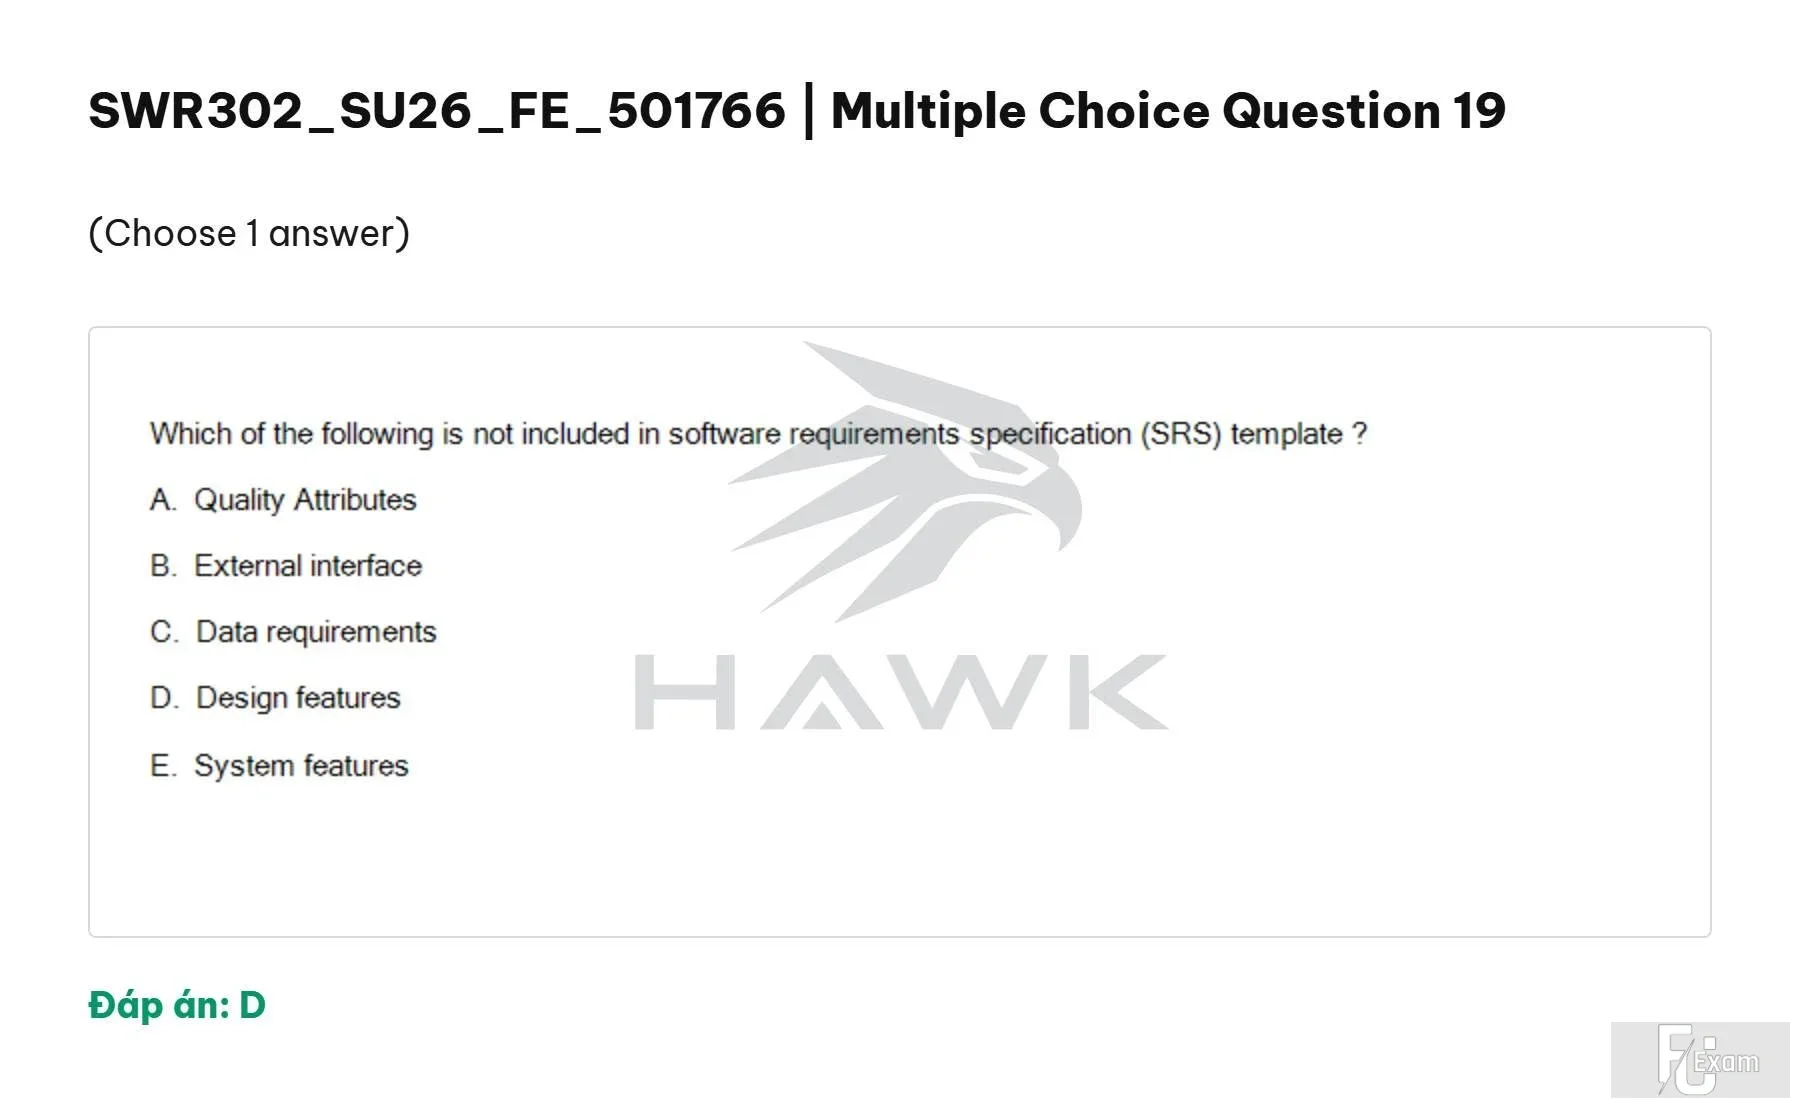 SWR302_SU26_FE_501766 | Multiple Choice Question 19
(Choose 1 answer)
Which of the following is not included in software requirements specification (SRS) template ?
A. Quality Attributes
B. External interface
C. Data requirements
D. Design features
E. System features
HAWK
Đáp án: D
FU Exam